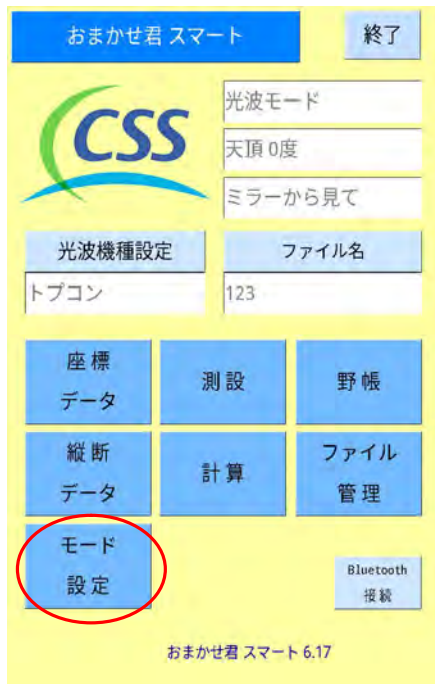 おまかせ君 スマート
終了
CSS
光波モード
天頂 0度
ミラーから見て
光波機種設定
ファイル名
トプコン
123
座標
データ
測設
野帳
縦断
データ
計算
ファイル
管理
モード
設定
Bluetooth
接続
おまかせ君 スマート 6.17